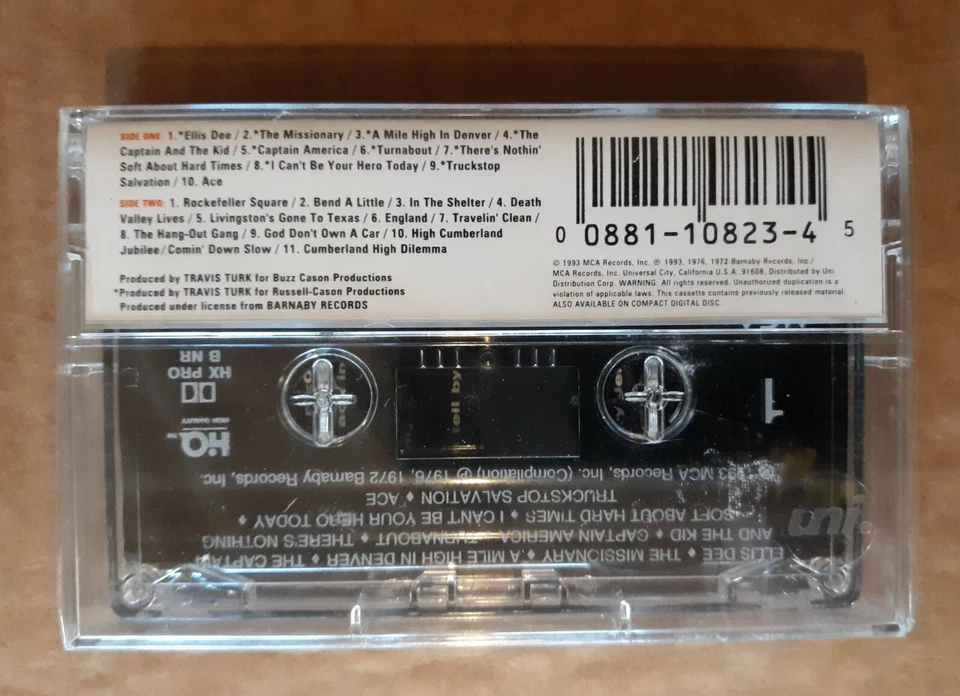 SIDE ONE: 1.*Ellis Dee / 2.*The Missionary / 3.*A Mile High In Denver / 4.*The
Captain And The Kid / 5.*Captain America / 6.*Turnabout / 7.*There's Nothin'
Soft About Hard Times / 8.*I Can't Be Your Hero Today / 9.*Truckstop
Salvation / 10. Ace
SIDE TWO: 1. Rockefeller Square / 2. Bend A Little / 3. In The Shelter / 4. Death
Valley Lives / 5. Livingston's Gone To Texas / 6. England / 7. Travelin' Clean /
8. The Hang-Out Gang / 9. God Don't Own A Car / 10. High Cumberland
Jubilee/Comin' Down Slow / 11. Cumberland High Dilemma
Produced by TRAVIS TURK for Buzz Cason Productions
*Produced by TRAVIS TURK for Russell-Cason Productions
Produced under license from BARNABY RECORDS
0 0881-10823-4 5
© 1993 MCA Records, Inc. ℗ 1993, 1976, 1972 Barnaby Records, Inc./
MCA Records, Inc. Universal City, California U.S.A. 91608. Distributed by Uni
Distribution Corp. WARNING. All rights reserved. Unauthorized duplication is a
violation of applicable laws. This cassette contains previously released material.
ALSO AVAILABLE ON COMPACT DIGITAL DISC.
ELLIS DEE ♦ THE MISSIONARY ♦ A MILE HIGH IN DENVER ♦ THE CAPTAIN
AND THE KID ♦ CAPTAIN AMERICA ♦ TURNABOUT ♦ THERE'S NOTHING
SOFT ABOUT HARD TIMES ♦ I CAN'T BE YOUR HERO TODAY ♦
TRUCKSTOP SALVATION ♦ ACE
1993 MCA Records, Inc. (Compilation) ℗ 1976, 1972 Barnaby Records, Inc.
uni
HiQ
HIGH QUALITY
HX PRO
B NR
1
tell by